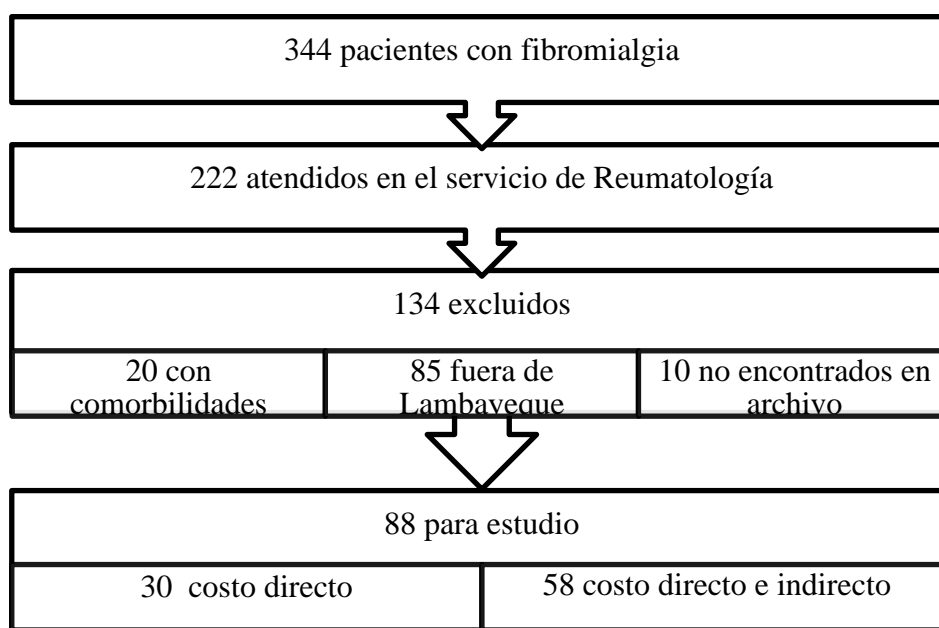 344 pacientes con fibromialgia
222 atendidos en el servicio de Reumatología
134 excluidos
20 con
comorbilidades
85 fuera de
Lambayeque
10 no encontrados en
archivo
88 para estudio
30 costo directo
58 costo directo e indirecto